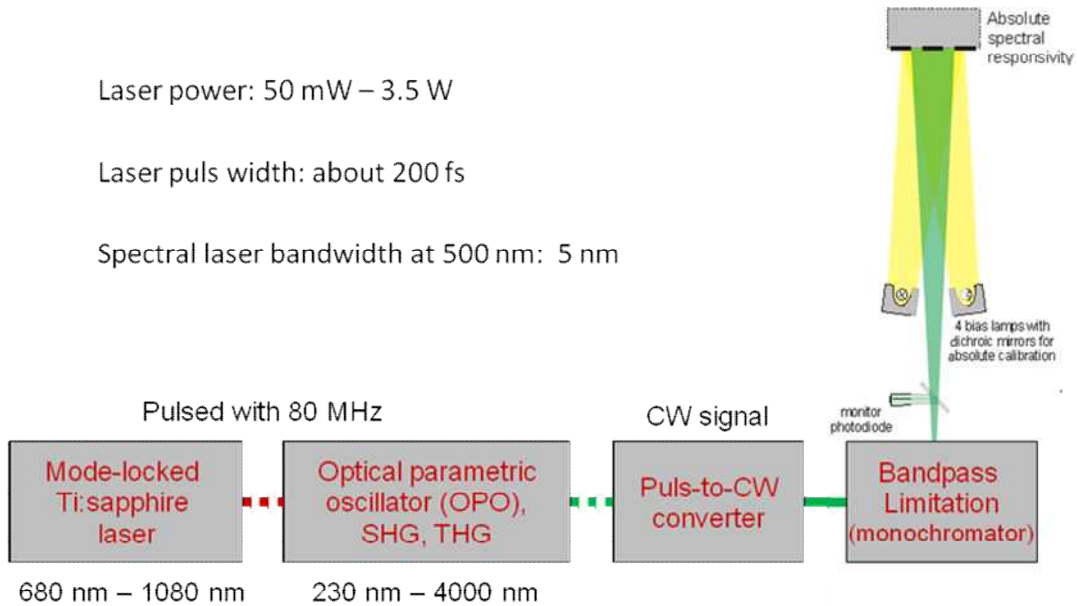 Absolute
spectral
responsivity
Laser power: 50 mW – 3.5 W
Laser puls width: about 200 fs
Spectral laser bandwidth at 500 nm: 5 nm
4 bias lamps with
dichroic mirrors for
absolute calibration
monitor
photodiode
Pulsed with 80 MHz
CW signal
Mode-locked
Ti:sapphire
laser
Optical parametric
oscillator (OPO),
SHG, THG
Puls-to-CW
converter
Bandpass
Limitation
(monochromator)
680 nm – 1080 nm
230 nm – 4000 nm